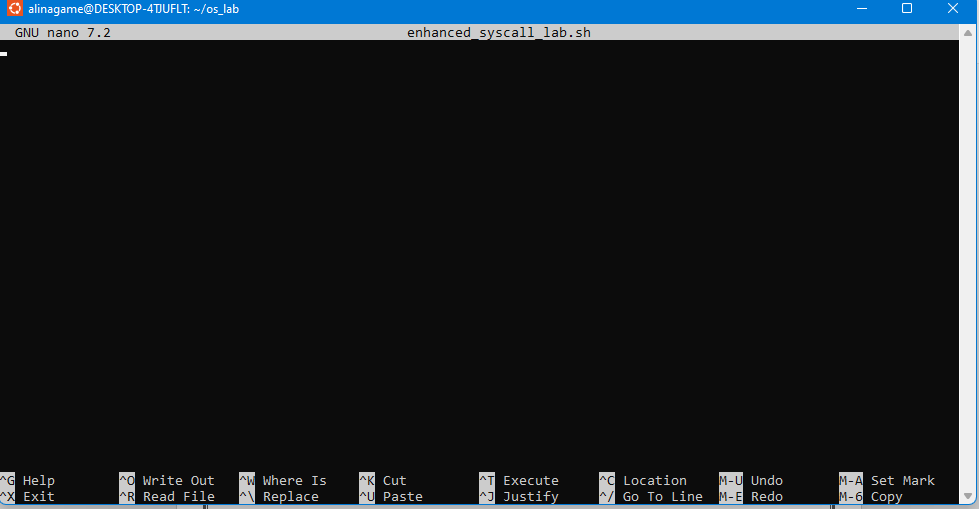 alinagame@DESKTOP-4TJUFLT: ~/os_lab
GNU nano 7.2 enhanced_syscall_lab.sh
^G Help ^O Write Out ^W Where Is ^K Cut ^T Execute ^C Location M-U Undo M-A Set Mark
^X Exit ^R Read File ^\ Replace ^U Paste ^J Justify ^/ Go To Line M-E Redo M-6 Copy